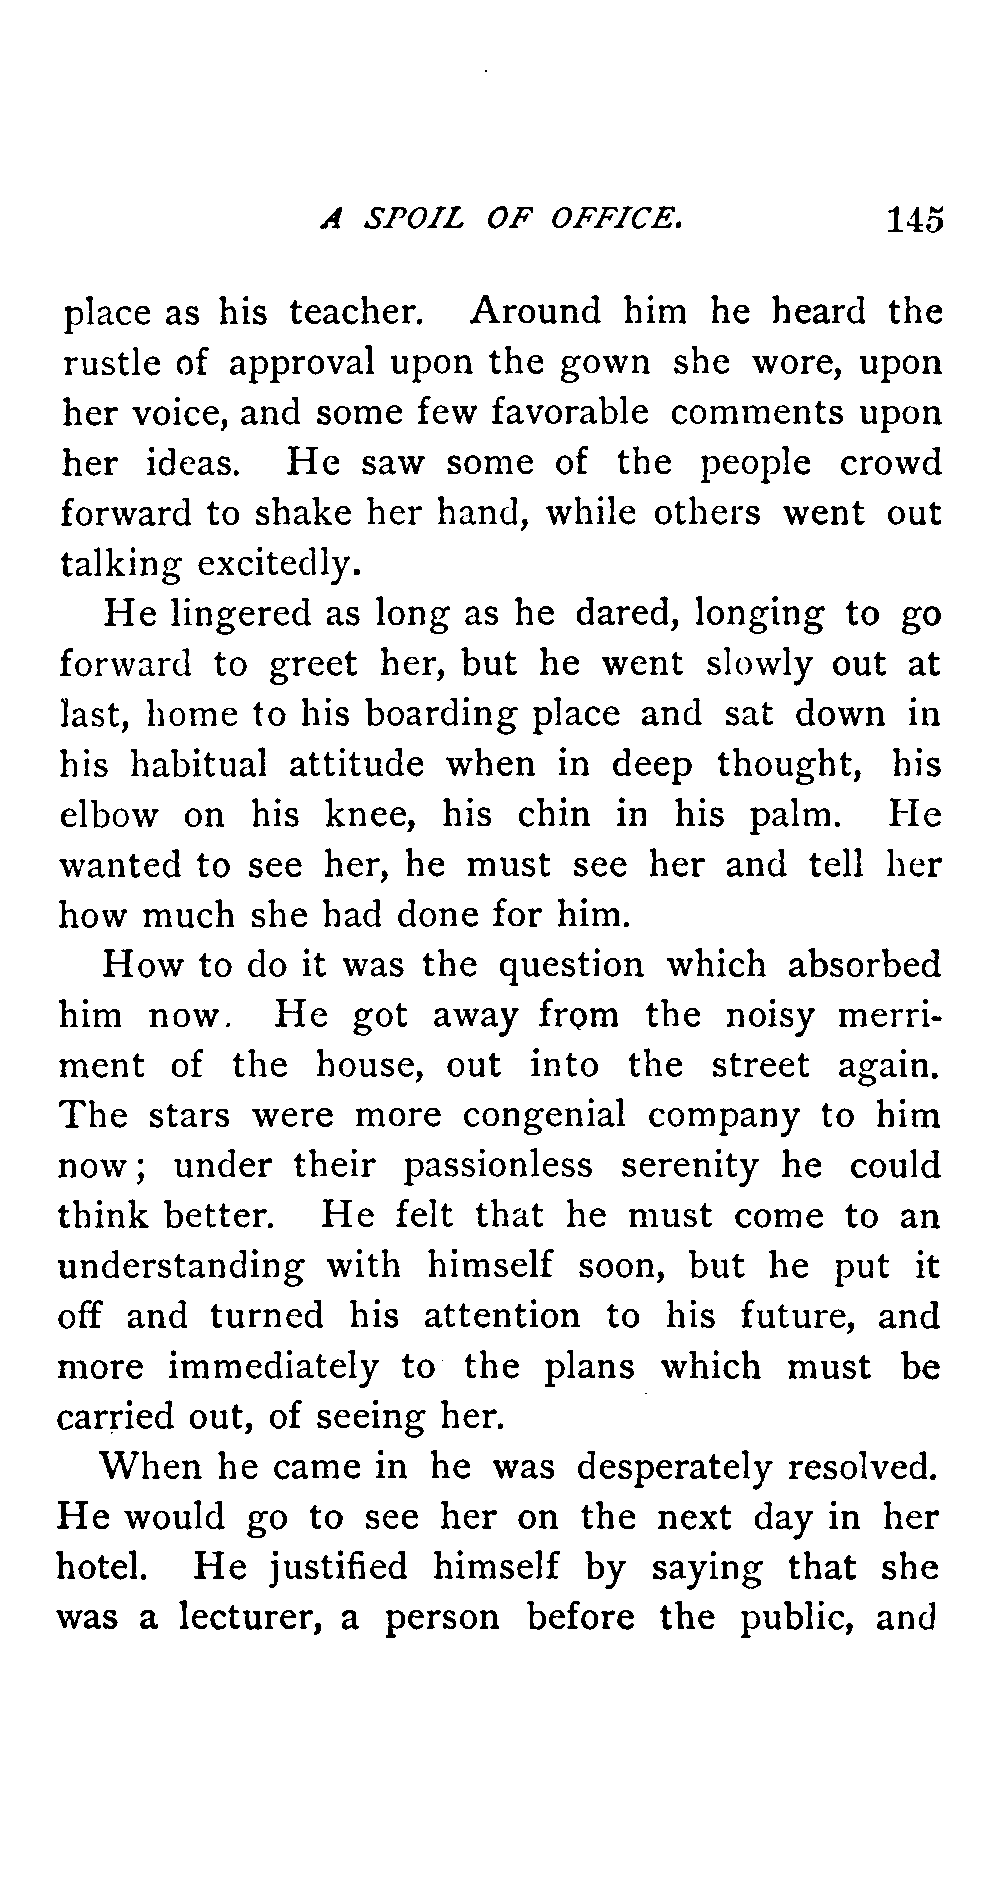 A SPOIL OF OFFICE. 145
place as his teacher. Around him he heard the
rustle of approval upon the gown she wore, upon
her voice, and some few favorable comments upon
her ideas. He saw some of the people crowd
forward to shake her hand, while others went out
talking excitedly.
He lingered as long as he dared, longing to go
forward to greet her, but he went slowly out at
last, home to his boarding place and sat down in
his habitual attitude when in deep thought, his
elbow on his knee, his chin in his palm. He
wanted to see her, he must see her and tell her
how much she had done for him.
How to do it was the question which absorbed
him now. He got away from the noisy merri-
ment of the house, out into the street again.
The stars were more congenial company to him
now; under their passionless serenity he could
think better. He felt that he must come to an
understanding with himself soon, but he put it
off and turned his attention to his future, and
more immediately to the plans which must be
carried out, of seeing her.
When he came in he was desperately resolved.
He would go to see her on the next day in her
hotel. He justified himself by saying that she
was a lecturer, a person before the public, and